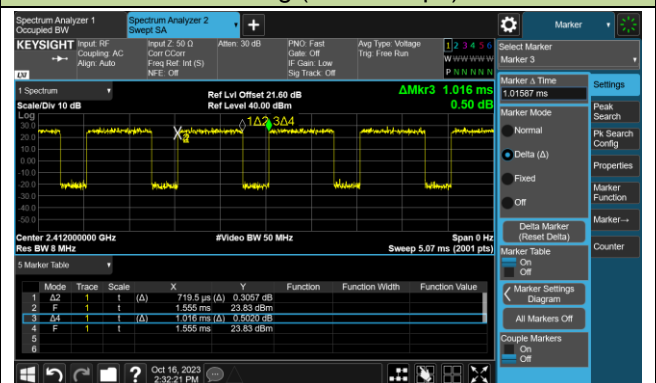 Spectrum Analyzer 1
Occupied BW
Spectrum Analyzer 2
Swept SA
Marker
KEYSIGHT
Input: RF
Coupling: AC
Align: Auto
Input Z: 50 Ω
Corr CCorr
Freq Ref: Int (S)
NFE: Off
Atten: 30 dB
PNO: Fast
Gate: Off
IF Gain: Low
Sig Track: Off
Avg Type: Voltage
Trig: Free Run
1 2 3 4 5 6
W W W W W W
P N N N N N
LXI
Select Marker
Marker 3
1 Spectrum
Scale/Div 10 dB
Ref Lvl Offset 21.60 dB
Ref Level 40.00 dBm
ΔMkr3 1.016 ms
0.50 dB
Log
30.0
20.0
10.0
0.00
-10.0
-20.0
-30.0
-40.0
-50.0
1Δ2 3Δ4
Center 2.412000000 GHz
Res BW 8 MHz
#Video BW 50 MHz
Span 0 Hz
Sweep 5.07 ms (2001 pts)
5 Marker Table
Mode Trace Scale X Y Function Function Width Function Value
1 Δ2 1 t (Δ) 719.5 µs (Δ) 0.3057 dB
2 F 1 t 1.555 ms 23.83 dBm
3 Δ4 1 t (Δ) 1.016 ms (Δ) 0.5020 dB
4 F 1 t 1.555 ms 23.83 dBm
5
6
Marker Δ Time
1.01587 ms
Marker Mode
Normal
Delta (Δ)
Fixed
Off
Delta Marker
(Reset Delta)
Marker Table
On
Off
Marker Settings
Diagram
All Markers Off
Couple Markers
On
Off
Settings
Peak
Search
Pk Search
Config
Properties
Marker
Function
Marker→
Counter
Oct 16, 2023
2:32:21 PM